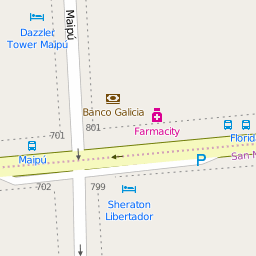 Dazzler
Tower Maipú
Maipú
Banco Galicia
801
701
Farmacity
Florid
Maipú
P
San M
702
799
Sheraton
Libertador